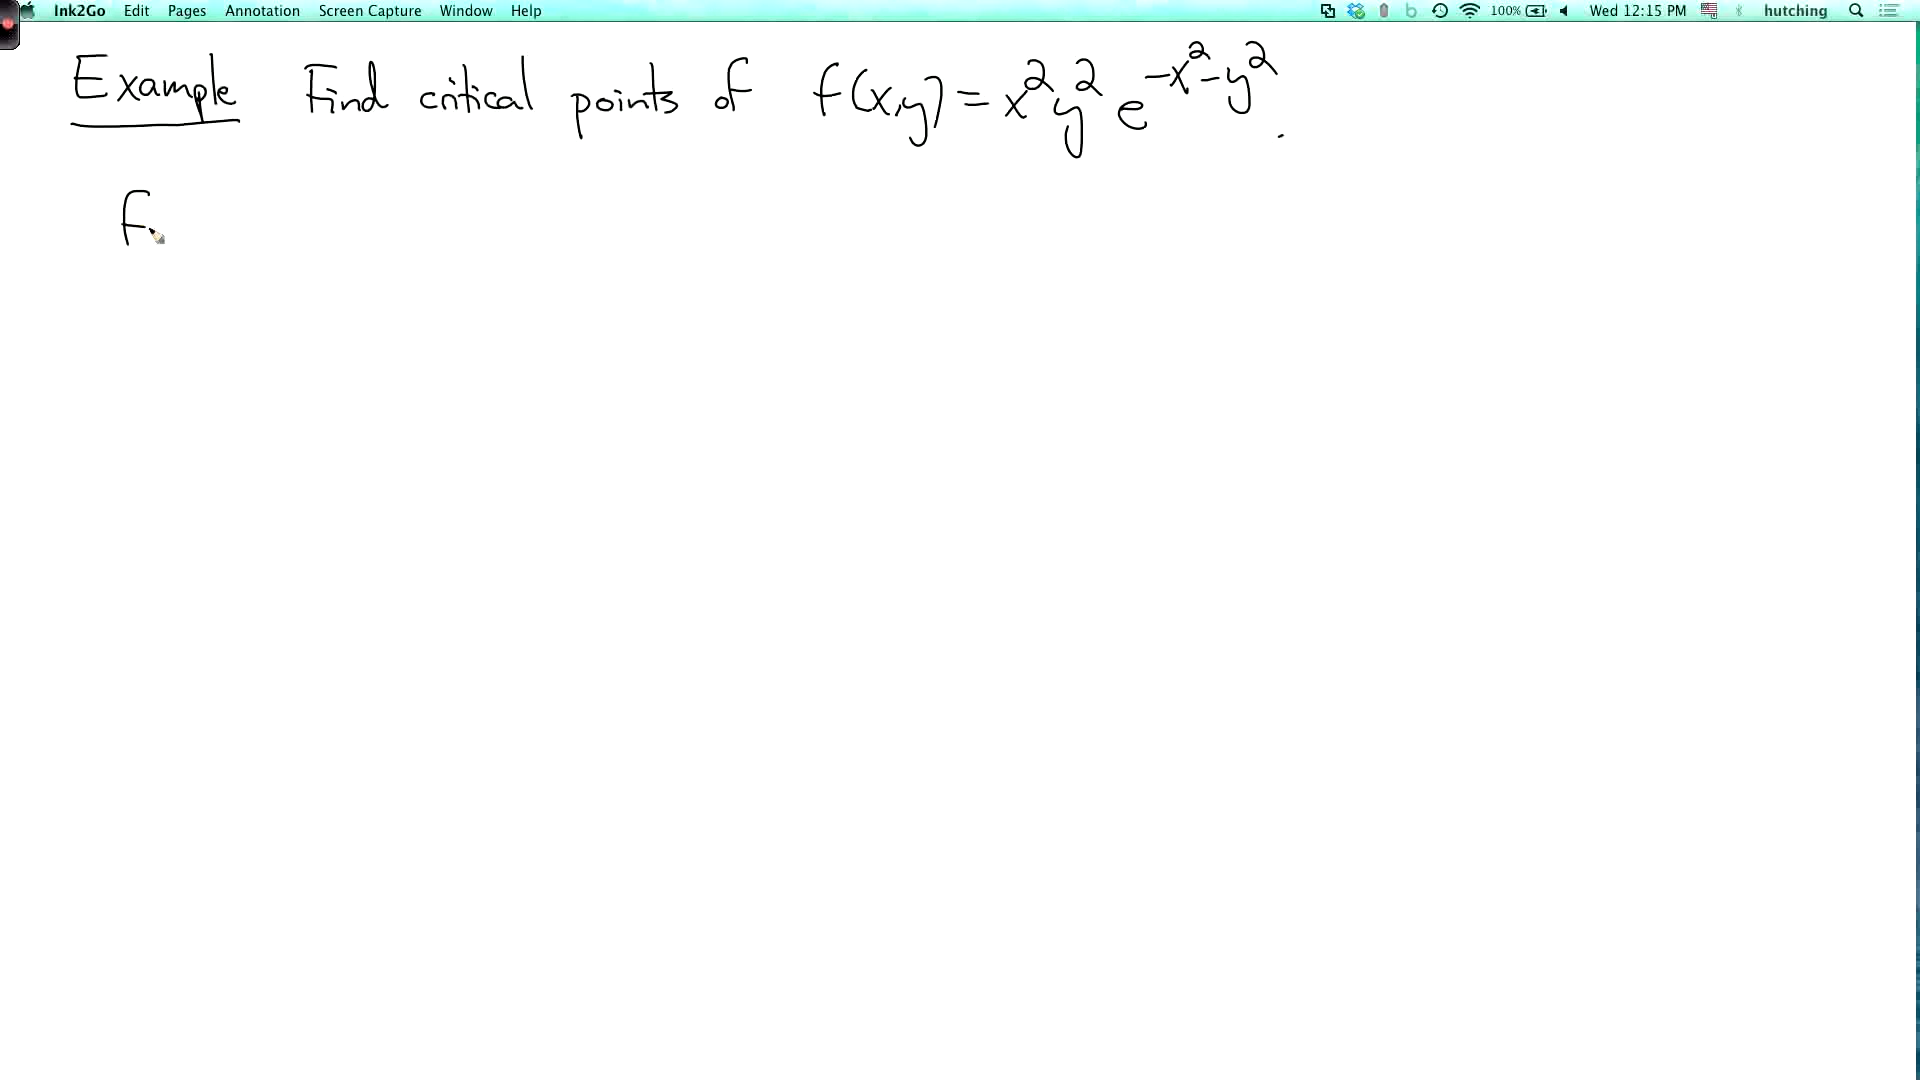 Ink2Go Edit Pages Annotation Screen Capture Window Help 100% Wed 12:15 PM hutching
Example Find critical points of f(x,y) = x²y² e^{-x²-y²}.
f